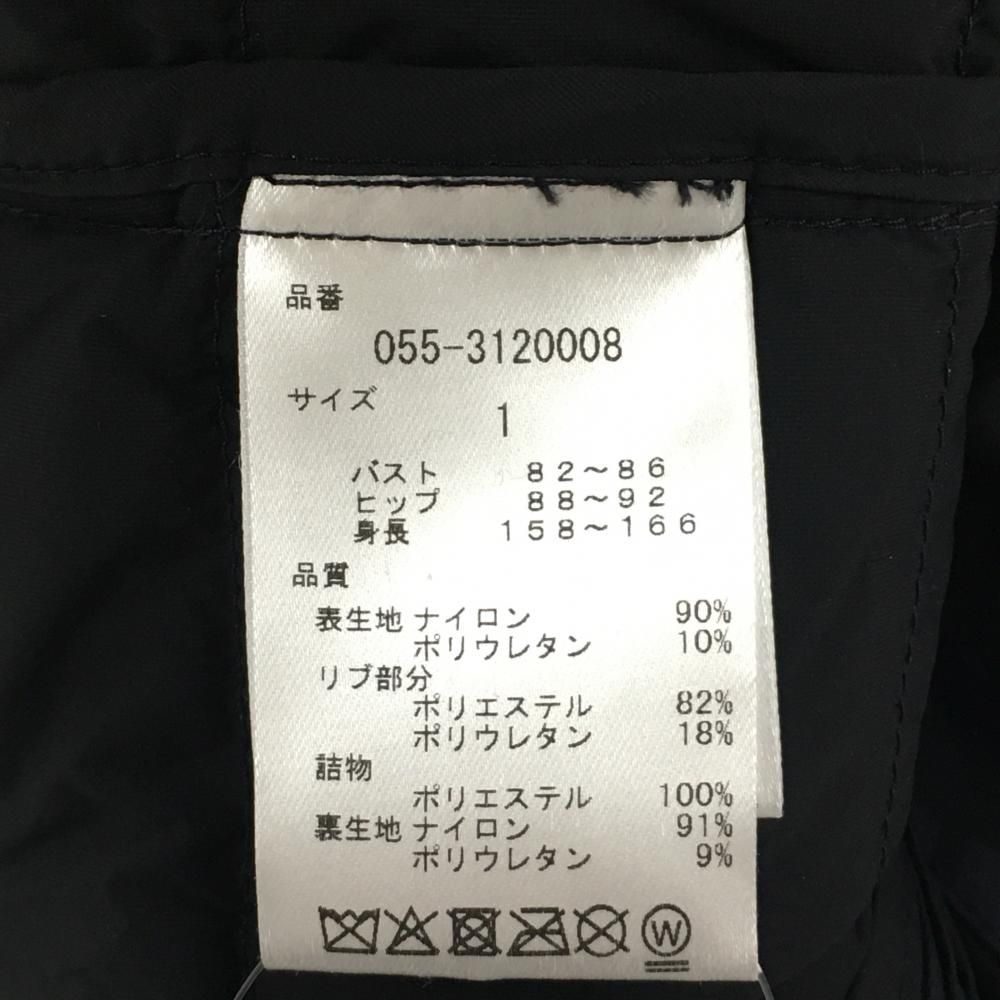 品番
055-3120008
サイズ
1
バスト 82～86
ヒップ 88～92
身長 158～166
品質
表生地 ナイロン 90%
ポリウレタン 10%
リブ部分
ポリエステル 82%
ポリウレタン 18%
詰物
ポリエステル 100%
裏生地 ナイロン 91%
ポリウレタン 9%
W